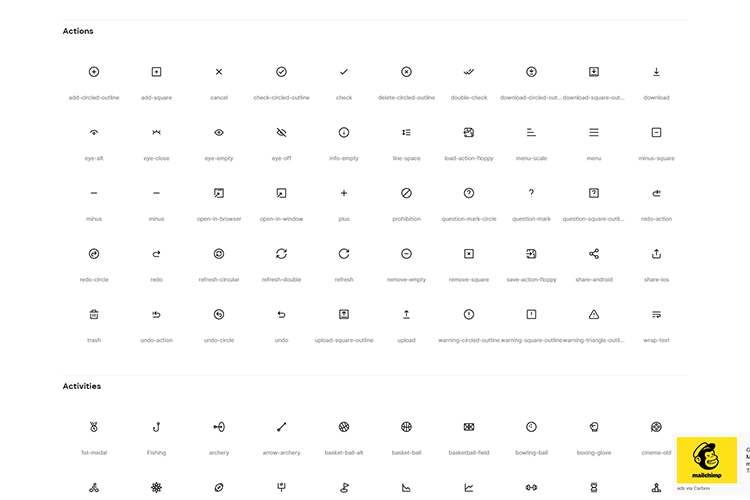 Actions
add-circled-outline add-square cancel check-circled-outline check delete-circled-outline double-check download-circled-out... download-square-out... download
eye-alt eye-close eye-empty eye-off info-empty line-space load-action-floppy menu-scale menu minus-square
minus minus open-in-browser open-in-window plus prohibition question-mark-circle question-mark question-square-outli... redo-action
redo-circle redo refresh-circular refresh-double refresh remove-empty remove-square save-action-floppy share-android share-ios
trash undo-action undo-circle undo upload-square-outline upload warning-circled-outline warning-square-outline warning-triangle-outli... wrap-text
Activities
1st-medal Fishing archery arrow-archery basket-ball-alt basket-ball basketball-field bowling-ball boxing-glove cinema-old
mailchimp
ads via Carbon